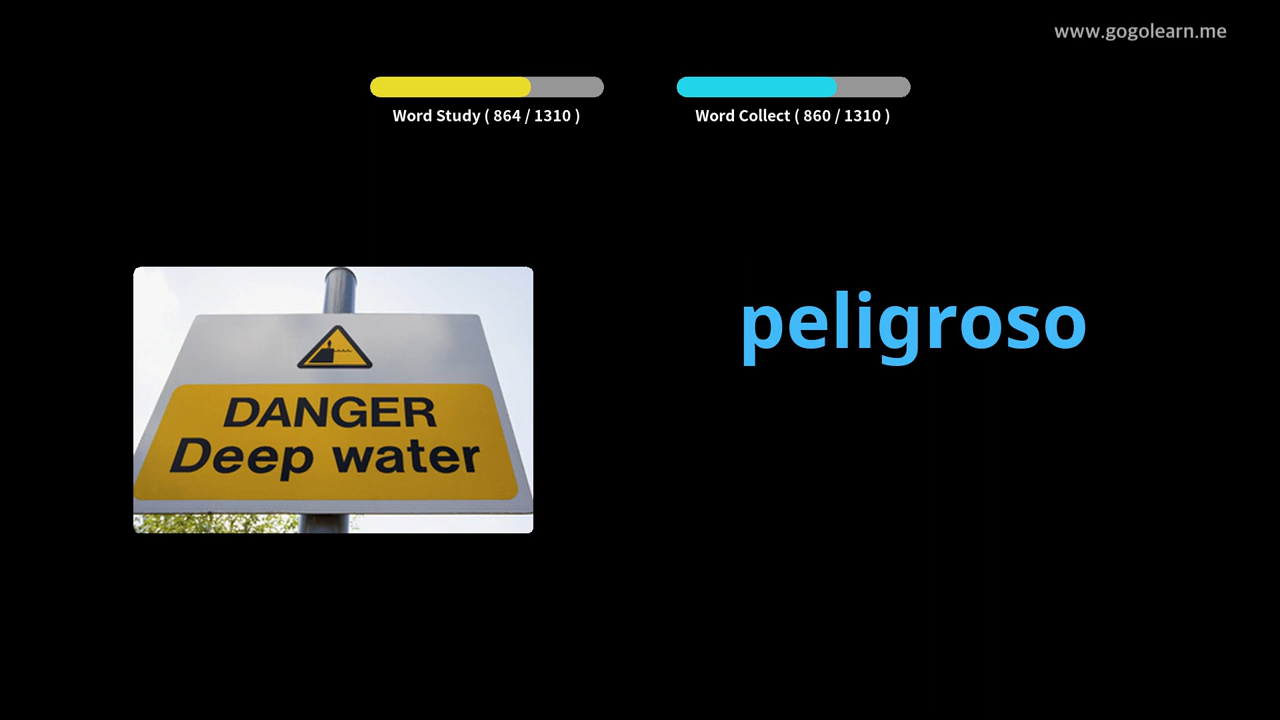 www.gogolearn.me
Word Study ( 864 / 1310 )
Word Collect ( 860 / 1310 )
peligroso
DANGER
Deep water